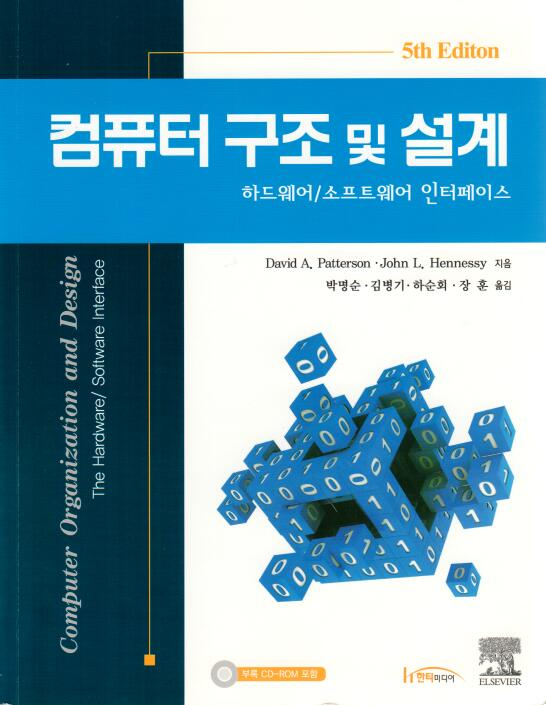 5th Editon
컴퓨터 구조 및 설계
하드웨어/소프트웨어 인터페이스
David A. Patterson · John L. Hennessy 지음
박명순 · 김병기 · 하순회 · 장 훈 옮김
Computer Organization and Design
The Hardware/ Software Interface
부록 CD-ROM 포함
한티미디어
ELSEVIER